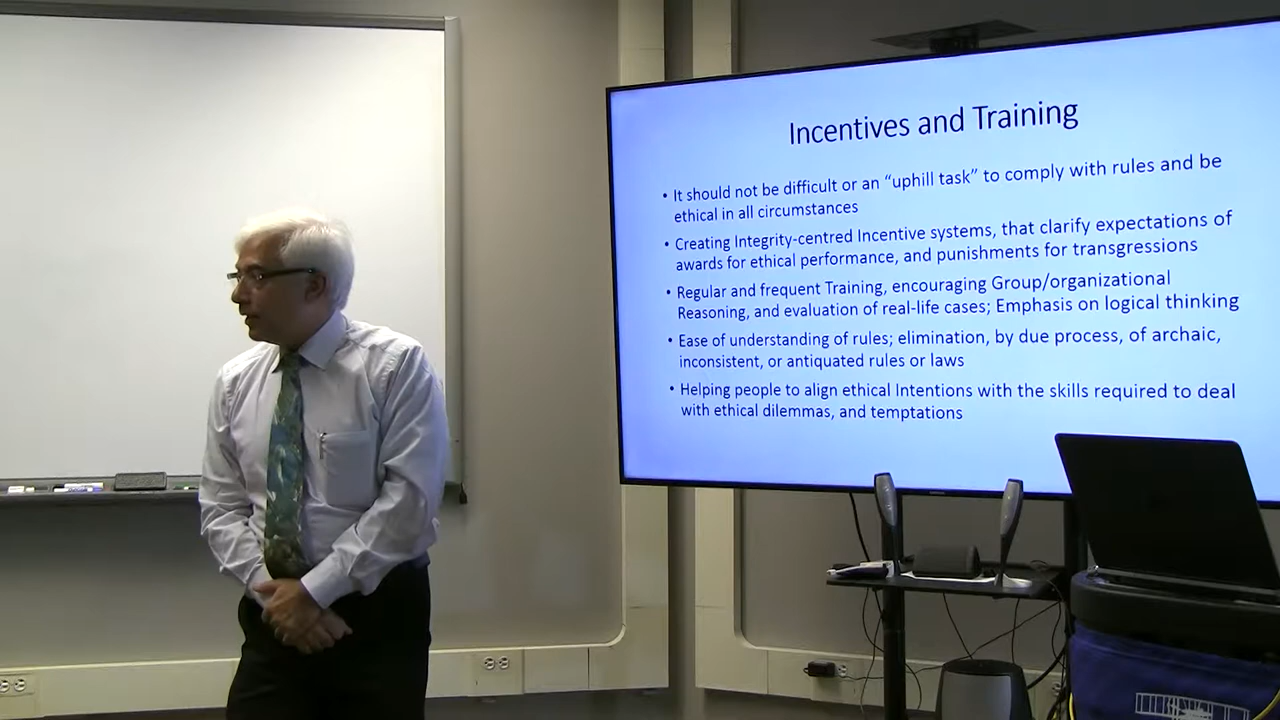 Incentives and Training
• It should not be difficult or an “uphill task” to comply with rules and be
ethical in all circumstances
• Creating Integrity-centred Incentive systems, that clarify expectations of
awards for ethical performance, and punishments for transgressions
• Regular and frequent Training, encouraging Group/organizational
Reasoning, and evaluation of real-life cases; Emphasis on logical thinking
• Ease of understanding of rules; elimination, by due process, of archaic,
inconsistent, or antiquated rules or laws
• Helping people to align ethical Intentions with the skills required to deal
with ethical dilemmas, and temptations